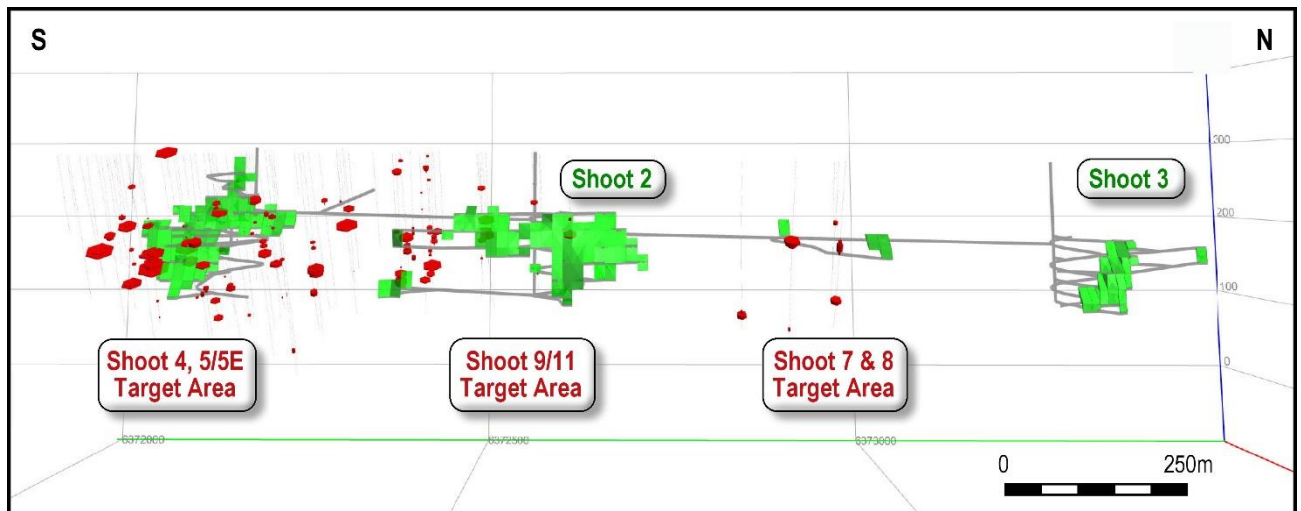 S
N
300
Shoot 2
Shoot 3
200
100
Shoot 4, 5/5E
Target Area
Shoot 9/11
Target Area
Shoot 7 & 8
Target Area
0
6372000
6372500
6373000
0
250m